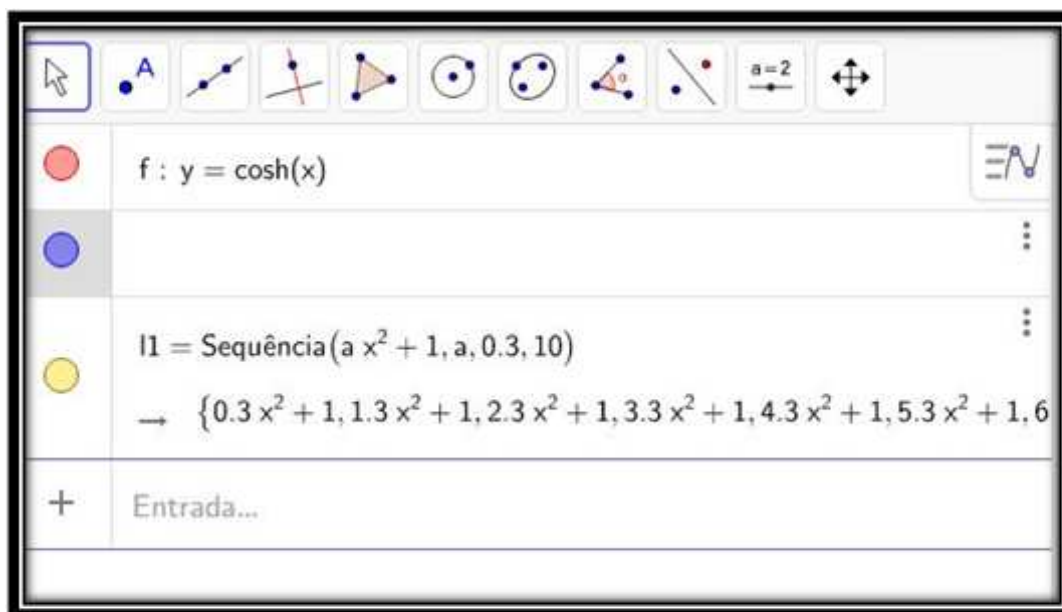 A
α
a=2
f : y = cosh(x)
l1 = Sequência(a x² + 1, a, 0.3, 10)
→ {0.3 x² + 1, 1.3 x² + 1, 2.3 x² + 1, 3.3 x² + 1, 4.3 x² + 1, 5.3 x² + 1, 6
+ Entrada...